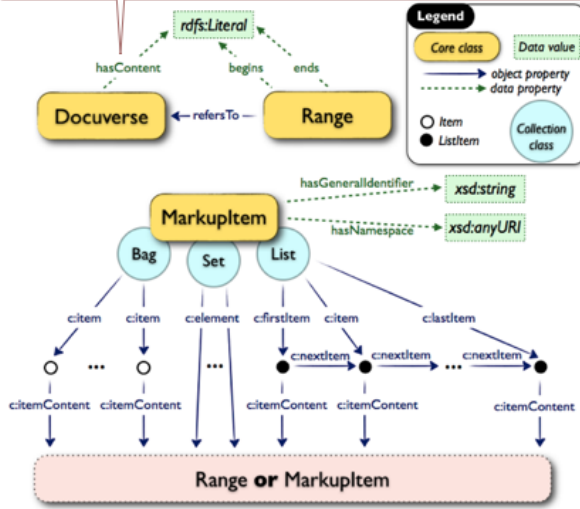 rdfs:Literal
hasContent
begins
ends
Docuverse
refersTo
Range
Legend
Core class
Data value
object property
data property
Item
ListItem
Collection
class
MarkupItem
hasGeneralIdentifier
xsd:string
hasNamespace
xsd:anyURI
Bag
Set
List
c:item
c:item
c:element
c:firstItem
c:item
c:lastItem
...
...
c:nextItem
c:nextItem
...
c:nextItem
c:itemContent
c:itemContent
c:itemContent
c:itemContent
c:itemContent
Range or MarkupItem